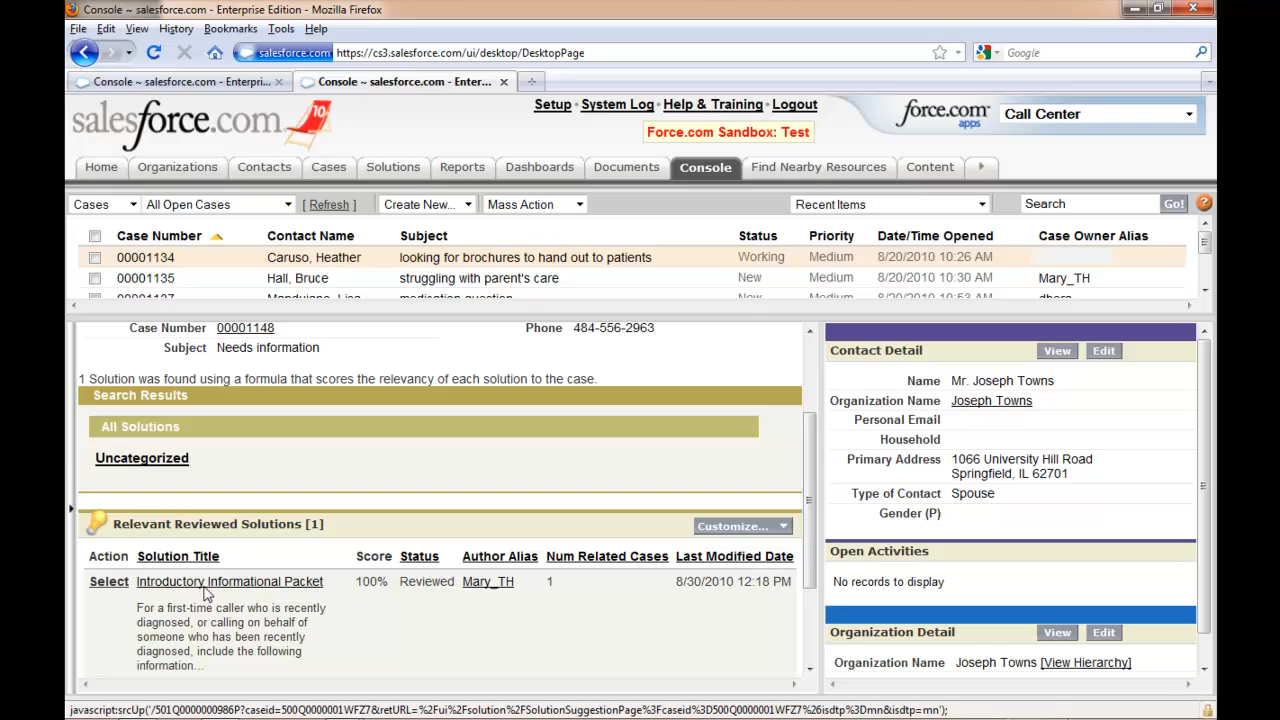 Console ~ salesforce.com - Enterprise Edition - Mozilla Firefox
File Edit View History Bookmarks Tools Help
salesforce.com https://cs3.salesforce.com/ui/desktop/DesktopPage Google
Console ~ salesforce.com - Enterpri... Console ~ salesforce.com - Enter...
salesforce.com 10 Setup · System Log · Help & Training · Logout force.com apps Call Center
Force.com Sandbox: Test
Home Organizations Contacts Cases Solutions Reports Dashboards Documents Console Find Nearby Resources Content
Cases All Open Cases [ Refresh ] Create New... Mass Action Recent Items Search Go! ?
Case Number Contact Name Subject Status Priority Date/Time Opened Case Owner Alias
00001134 Caruso, Heather looking for brochures to hand out to patients Working Medium 8/20/2010 10:26 AM
00001135 Hall, Bruce struggling with parent's care New Medium 8/20/2010 10:30 AM Mary_TH
00001137 medication question New Medium 8/20/2010 10:53 AM
Case Number 00001148 Phone 484-556-2963
Subject Needs information
1 Solution was found using a formula that scores the relevancy of each solution to the case.
Search Results
All Solutions
Uncategorized
Relevant Reviewed Solutions [1] Customize...
Action Solution Title Score Status Author Alias Num Related Cases Last Modified Date
Select Introductory Informational Packet 100% Reviewed Mary_TH 1 8/30/2010 12:18 PM
For a first-time caller who is recently
diagnosed, or calling on behalf of
someone who has been recently
diagnosed, include the following
information...
Contact Detail View Edit
Name Mr. Joseph Towns
Organization Name Joseph Towns
Personal Email
Household
Primary Address 1066 University Hill Road
Springfield, IL 62701
Type of Contact Spouse
Gender (P)
Open Activities
No records to display
Organization Detail View Edit
Organization Name Joseph Towns [View Hierarchy]
javascript:srcUp('/501Q0000000986P?caseid=500Q0000001WFZ7&retURL=%2Fui%2Fsolution%2FSolutionSuggestionPage%3Fcaseid%3D500Q0000001WFZ7%26isdtp%3Dmn&isdtp=mn');